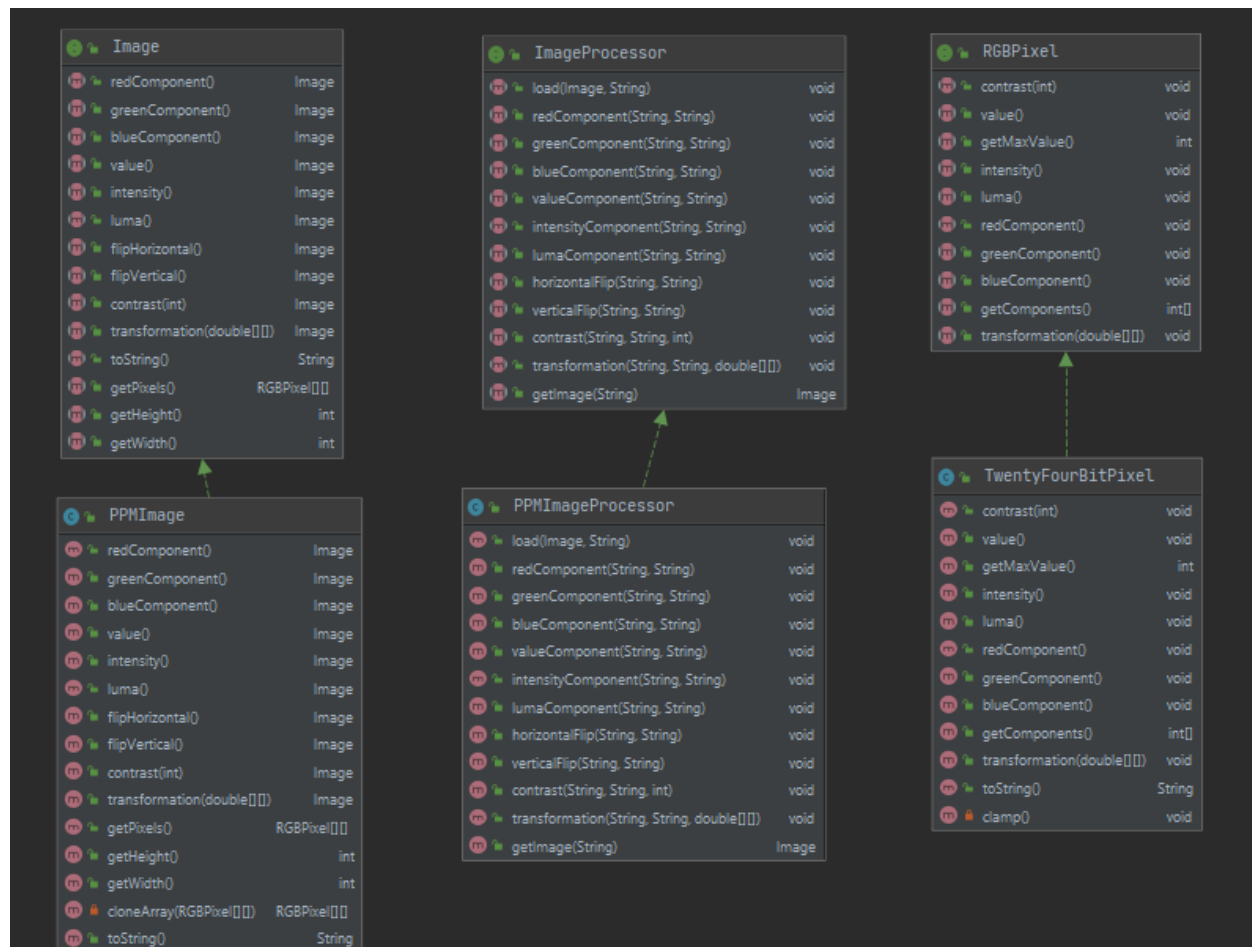 Image
redComponent() Image
greenComponent() Image
blueComponent() Image
value() Image
intensity() Image
luma() Image
flipHorizontal() Image
flipVertical() Image
contrast(int) Image
transformation(double[][]) Image
toString() String
getPixels() RGBPixel[][]
getHeight() int
getWidth() int
PPMImage
redComponent() Image
greenComponent() Image
blueComponent() Image
value() Image
intensity() Image
luma() Image
flipHorizontal() Image
flipVertical() Image
contrast(int) Image
transformation(double[][]) Image
getPixels() RGBPixel[][]
getHeight() int
getWidth() int
cloneArray(RGBPixel[][]) RGBPixel[][]
toString() String
ImageProcessor
load(Image, String) void
redComponent(String, String) void
greenComponent(String, String) void
blueComponent(String, String) void
valueComponent(String, String) void
intensityComponent(String, String) void
lumaComponent(String, String) void
horizontalFlip(String, String) void
verticalFlip(String, String) void
contrast(String, String, int) void
transformation(String, String, double[][]) void
getImage(String) Image
PPMImageProcessor
load(Image, String) void
redComponent(String, String) void
greenComponent(String, String) void
blueComponent(String, String) void
valueComponent(String, String) void
intensityComponent(String, String) void
lumaComponent(String, String) void
horizontalFlip(String, String) void
verticalFlip(String, String) void
contrast(String, String, int) void
transformation(String, String, double[][]) void
getImage(String) Image
RGBPixel
contrast(int) void
value() void
getMaxValue() int
intensity() void
luma() void
redComponent() void
greenComponent() void
blueComponent() void
getComponents() int[]
transformation(double[][]) void
TwentyFourBitPixel
contrast(int) void
value() void
getMaxValue() int
intensity() void
luma() void
redComponent() void
greenComponent() void
blueComponent() void
getComponents() int[]
transformation(double[][]) void
toString() String
clamp() void